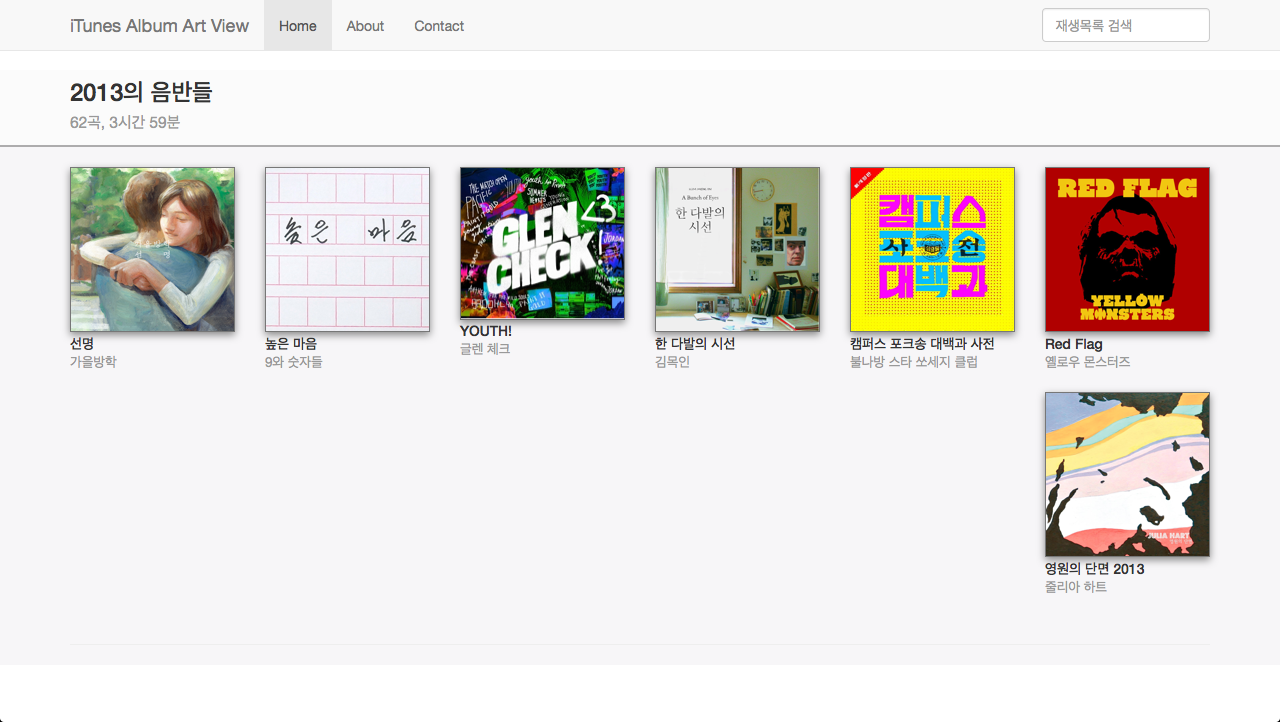 iTunes Album Art View
Home
About
Contact
재생목록 검색
2013의 음반들
62곡, 3시간 59분
높은 마음
YOUTH
SUMMER
PACIFIC
GLEN
CHECK
<3
!
A Bunch of Eyes
한 다발의
시선
캠퍼스
포크송
대백과
사전
RED FLAG
YELLOW
MONSTERS
선명
가을방학
높은 마음
9와 숫자들
YOUTH!
글렌 체크
한 다발의 시선
김목인
캠퍼스 포크송 대백과 사전
불나방 스타 쏘세지 클럽
Red Flag
옐로우 몬스터즈
JULIA HART
영원의 단면 2013
줄리아 하트